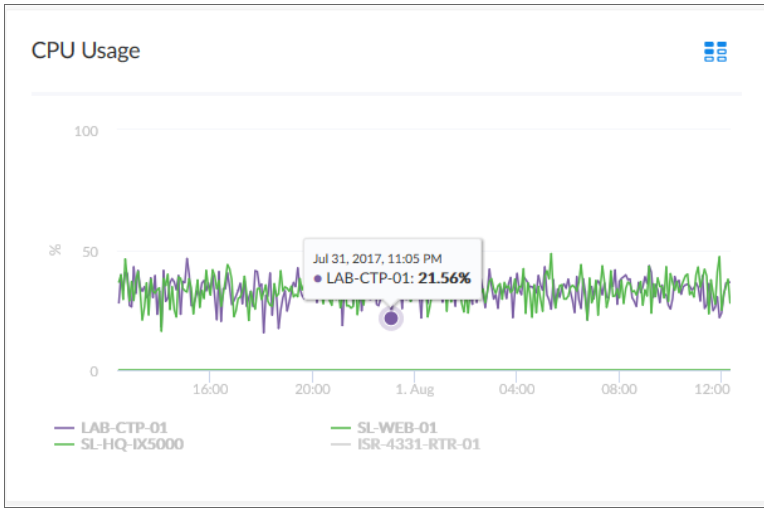 CPU Usage
100
%
50
Jul 31, 2017, 11:05 PM
LAB-CTP-01: 21.56%
0
16:00 20:00 1. Aug 04:00 08:00 12:00
LAB-CTP-01 SL-WEB-01
SL-HQ-IX5000 ISR-4331-RTR-01